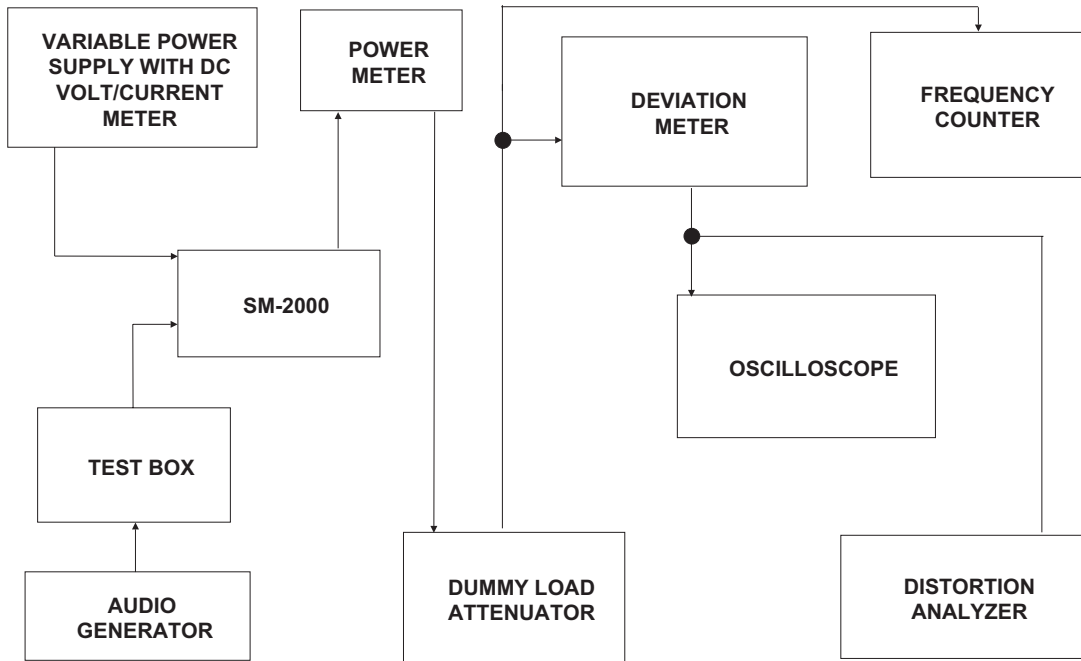 VARIABLE POWER
SUPPLY WITH DC
VOLT/CURRENT
METER
POWER
METER
DEVIATION
METER
FREQUENCY
COUNTER
SM-2000
OSCILLOSCOPE
TEST BOX
AUDIO
GENERATOR
DUMMY LOAD
ATTENUATOR
DISTORTION
ANALYZER